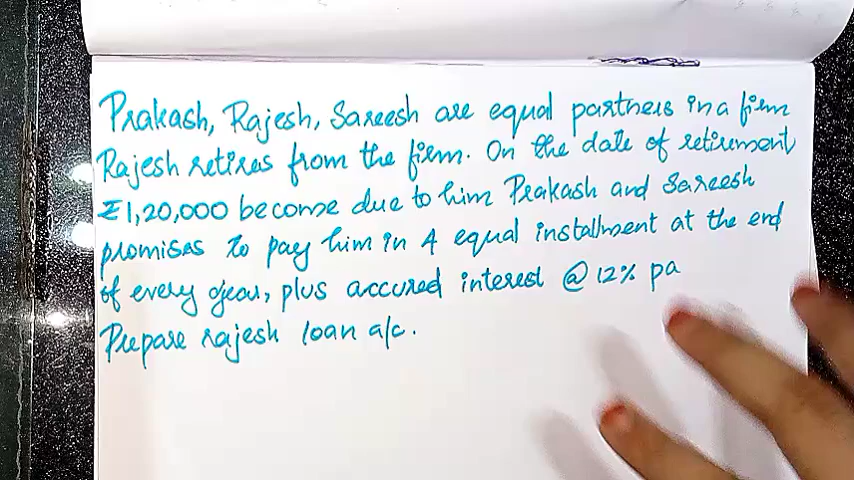 Prakash, Rajesh, Sareesh are equal partners in a firm
Rajesh retires from the firm. On the date of retirement
₹1,20,000 become due to him Prakash and Sareesh
promises to pay him in 4 equal installment at the end
of every year, plus accured interest @ 12% pa
Prepare rajesh loan a/c.